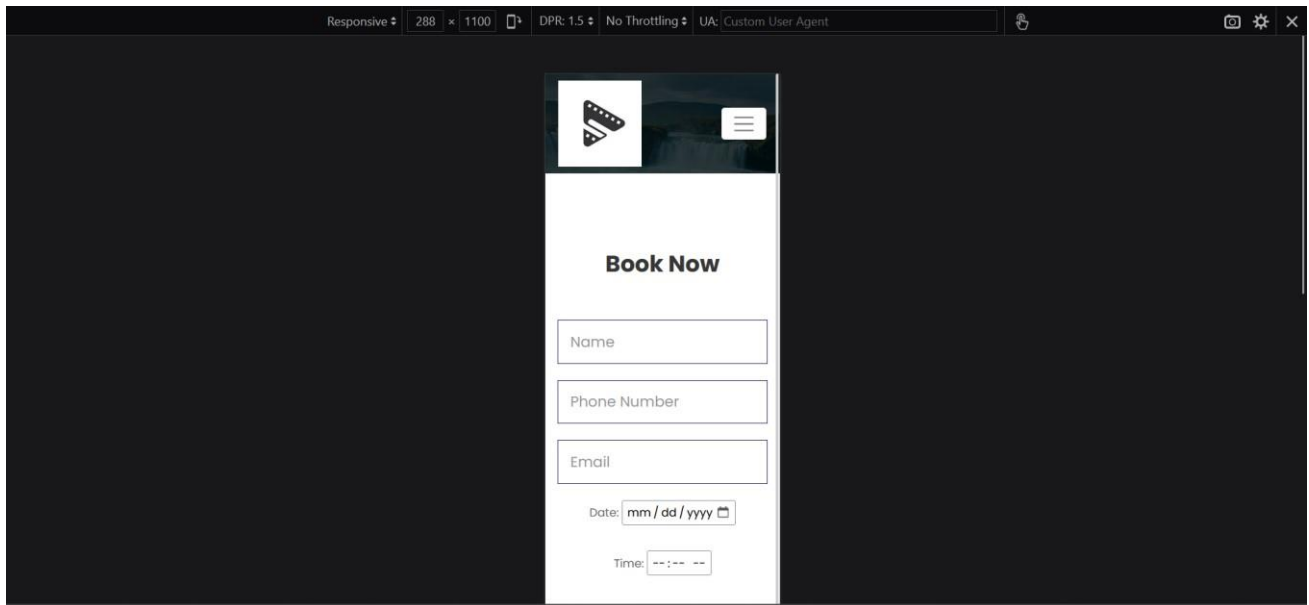 Responsive 288 × 1100 DPR: 1.5 No Throttling UA: Custom User Agent
Book Now
Name
Phone Number
Email
Date: mm / dd / yyyy
Time: --:-- --